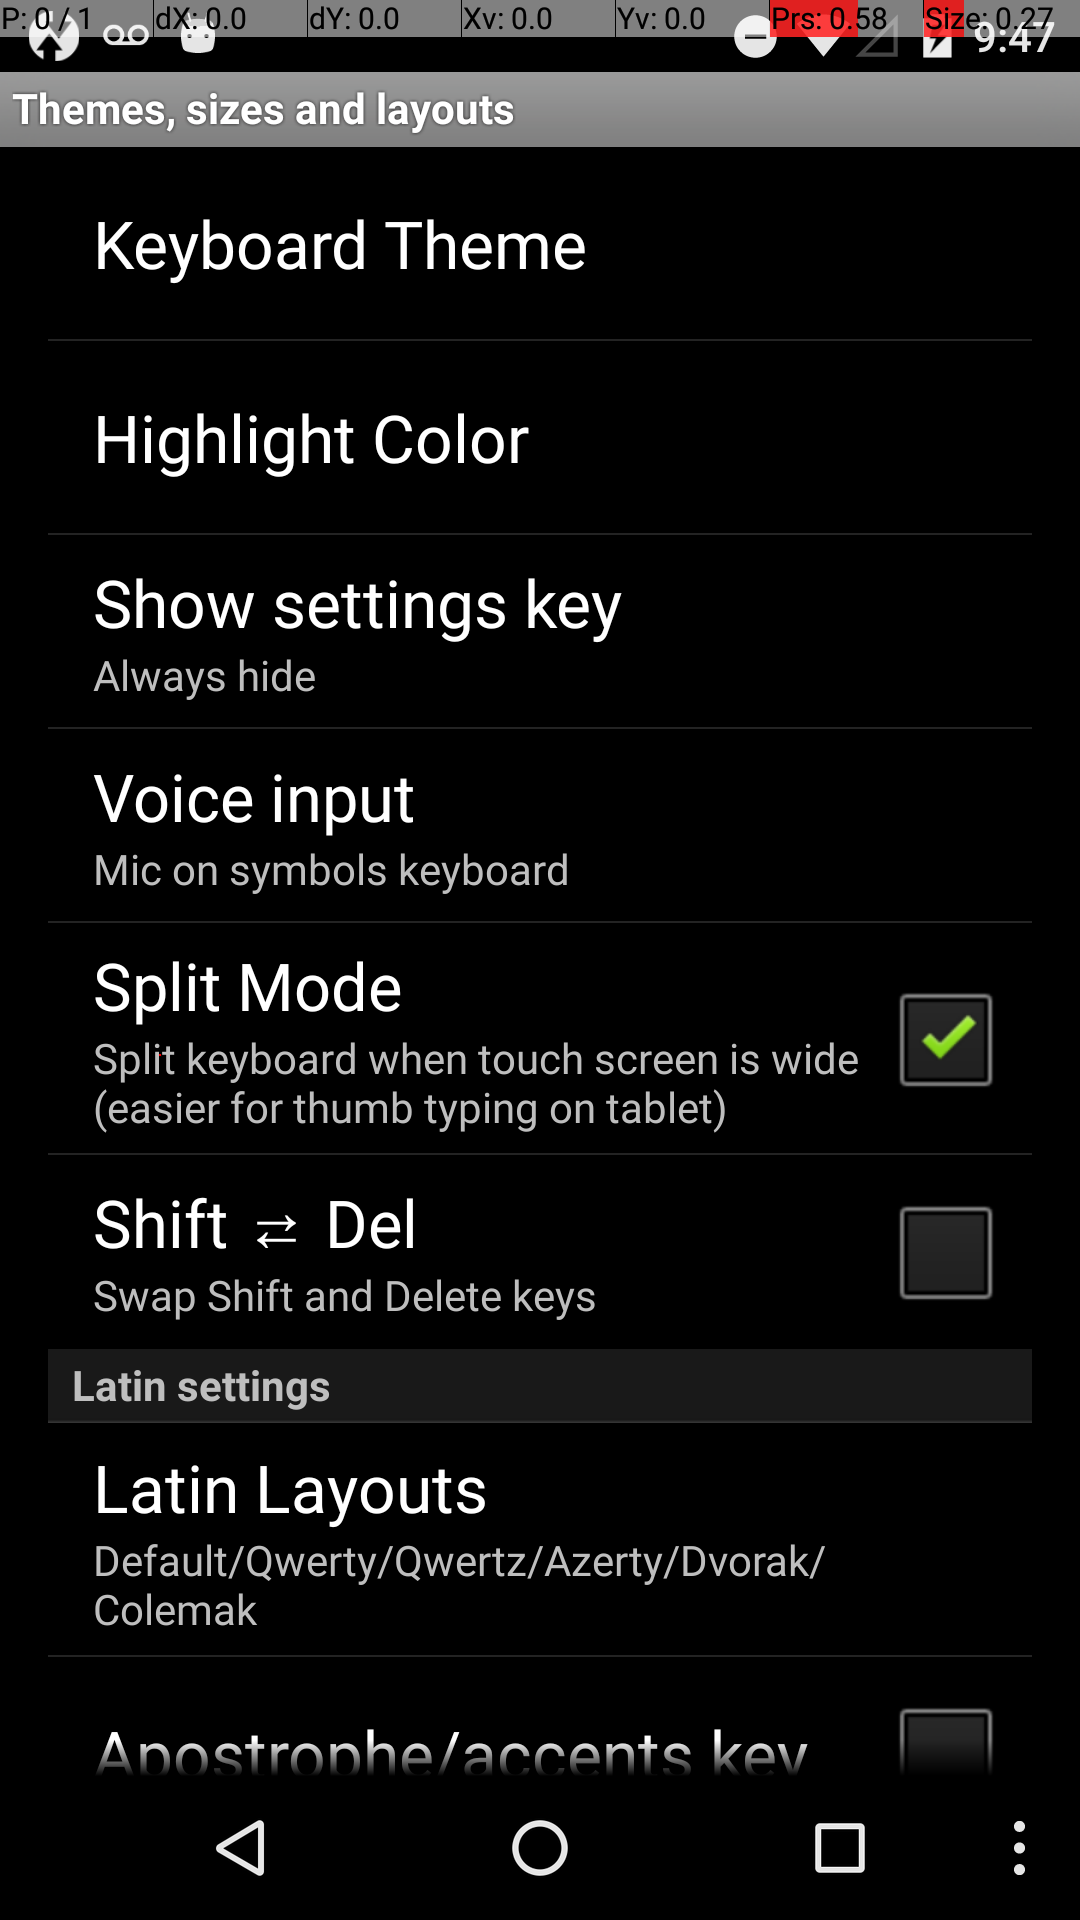 P: 0 / 1 dX: 0.0 dY: 0.0 Xv: 0.0 Yv: 0.0 Prs: 0.58 Size: 0.27
9:47
Themes, sizes and layouts
Keyboard Theme
Highlight Color
Show settings key
Always hide
Voice input
Mic on symbols keyboard
Split Mode
Split keyboard when touch screen is wide
(easier for thumb typing on tablet)
Shift ⇄ Del
Swap Shift and Delete keys
Latin settings
Latin Layouts
Default/Qwerty/Qwertz/Azerty/Dvorak/
Colemak
Apostrophe/accents key